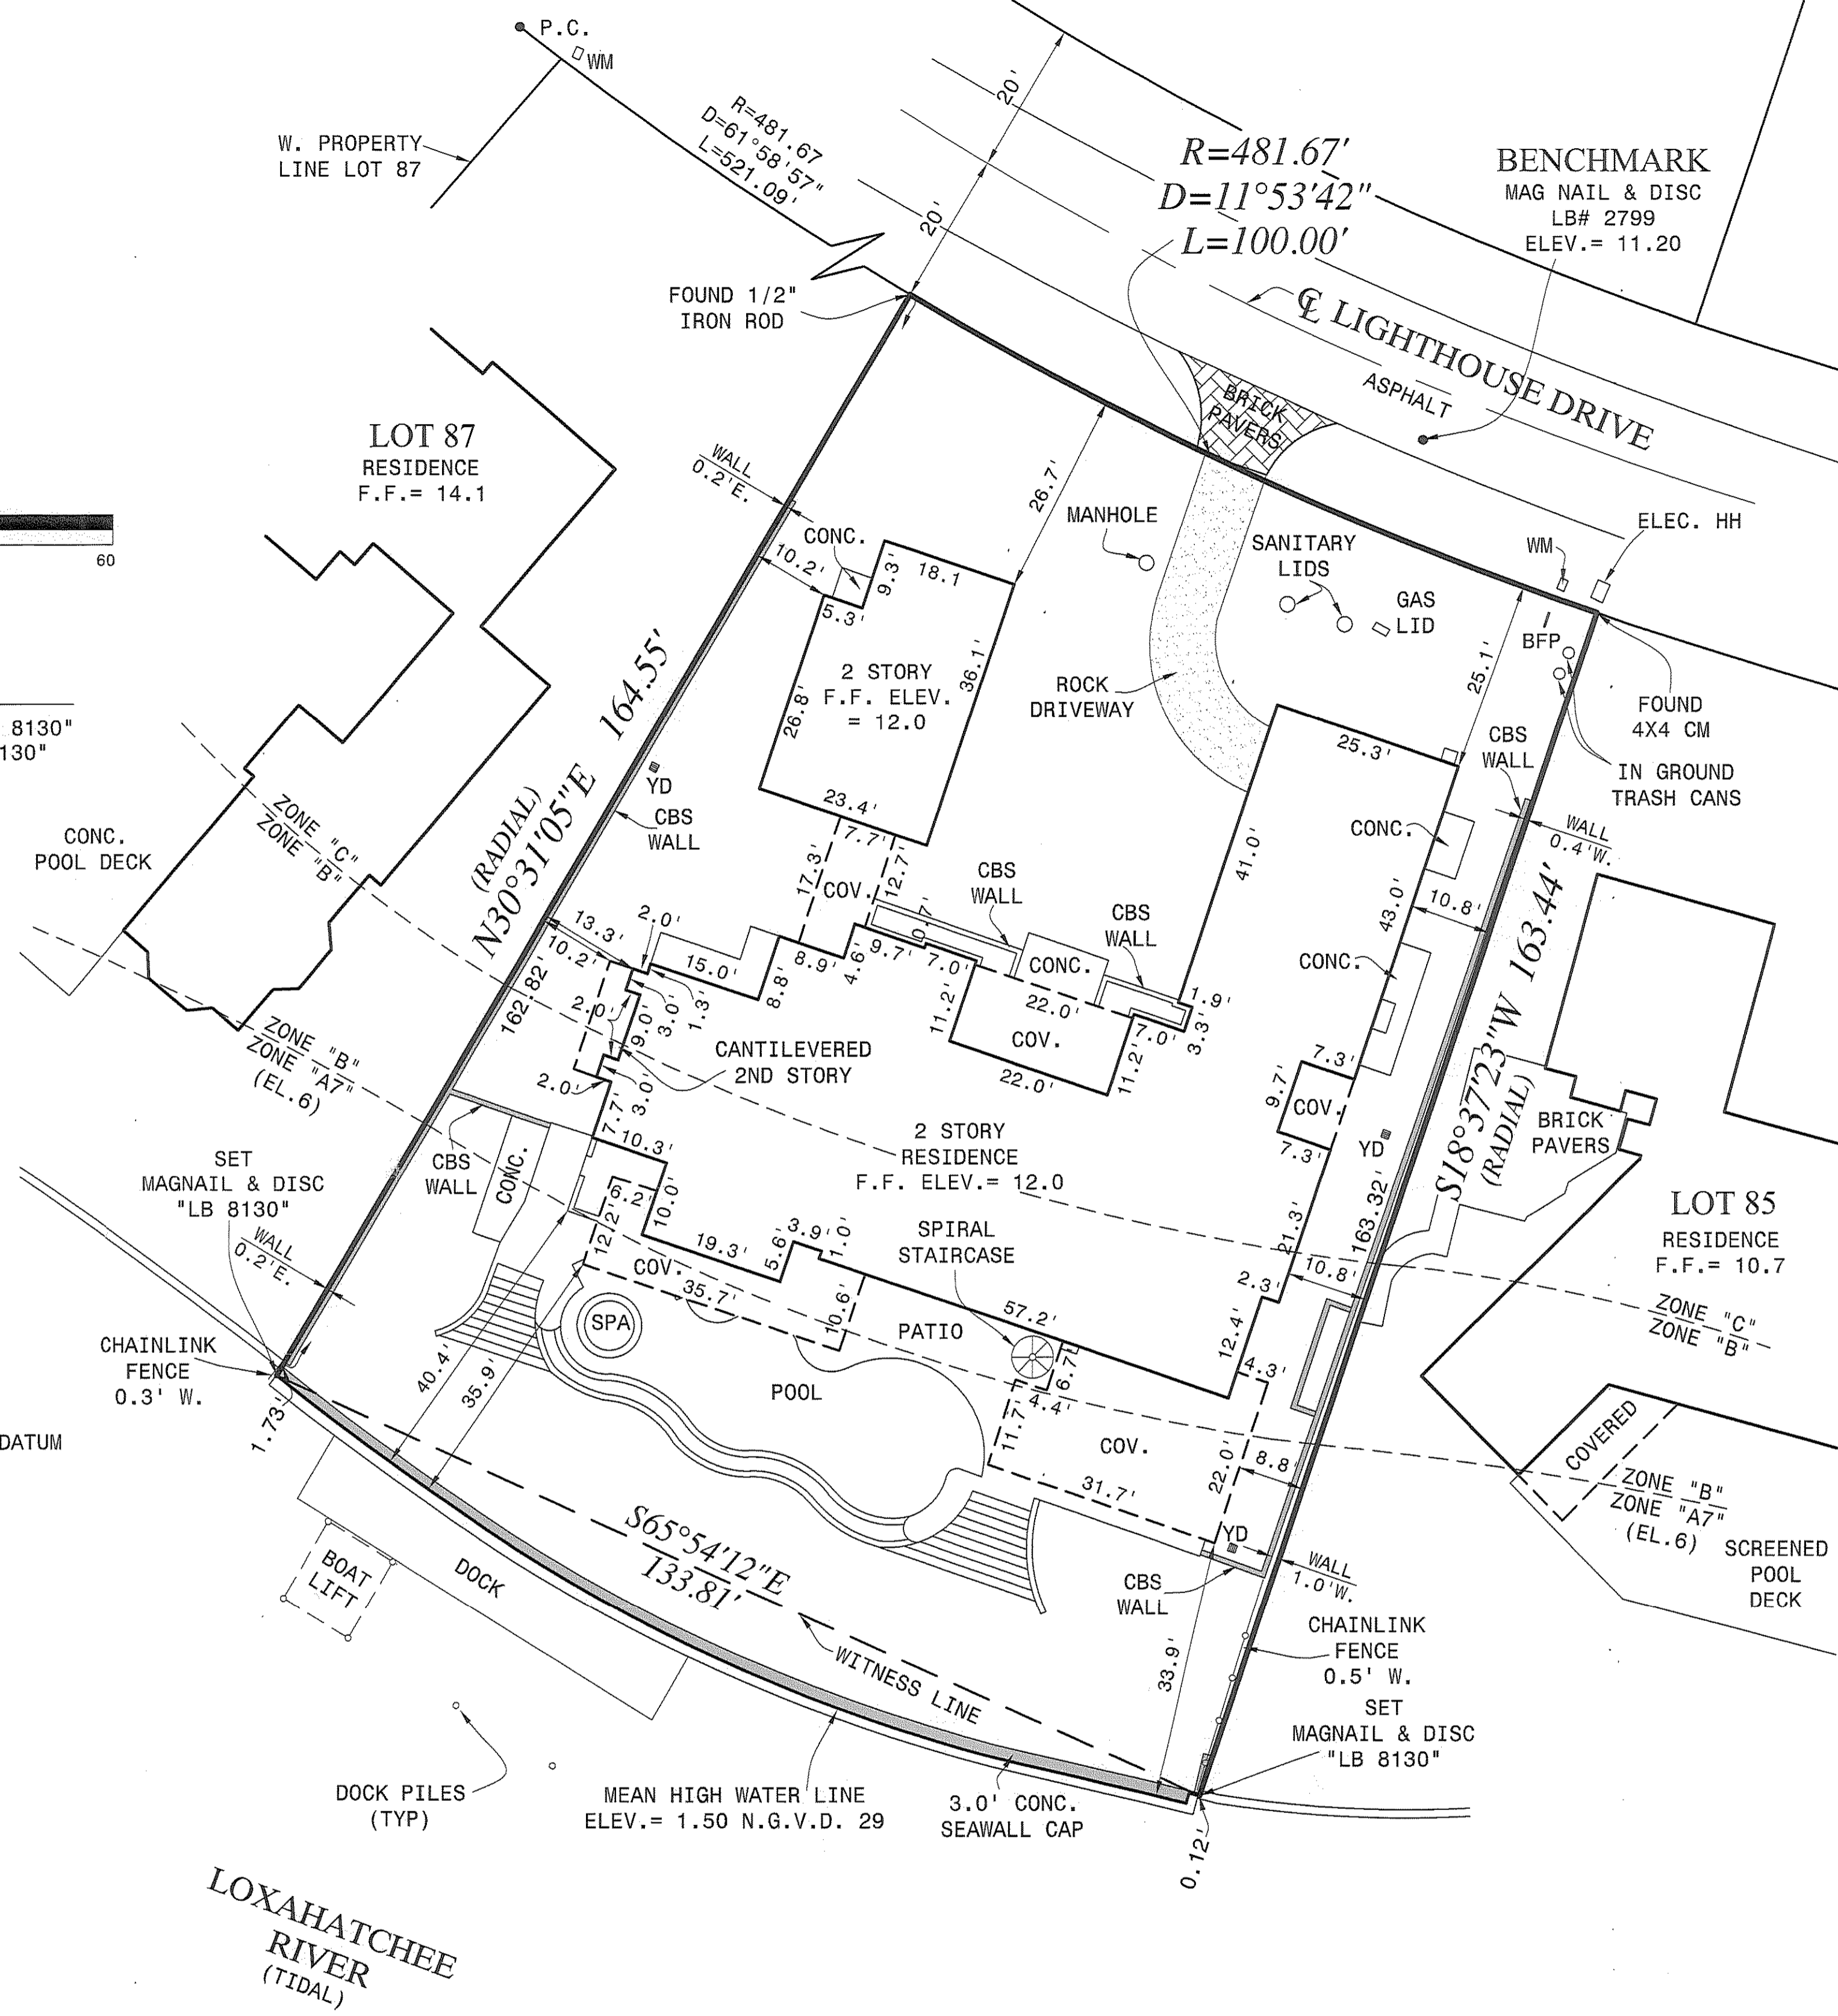 P.C.
WM
W. PROPERTY
LINE LOT 87
R=481.67
D=61°58'57"
L=521.09'
20'
20'
R=481.67'
D=11°53'42"
L=100.00'
BENCHMARK
MAG NAIL & DISC
LB# 2799
ELEV.= 11.20
FOUND 1/2"
IRON ROD
℄ LIGHTHOUSE DRIVE
ASPHALT
BRICK
PAVERS
LOT 87
RESIDENCE
F.F.= 14.1
WALL
0.2'E.
26.7'
60
CONC.
10.2'
9.3'
18.1
5.3'
MANHOLE
SANITARY
LIDS
GAS
LID
WM
ELEC. HH
BFP
25.1'
2 STORY
F.F. ELEV.
= 12.0
36.1'
26.8'
23.4'
ROCK
DRIVEWAY
FOUND
4X4 CM
IN GROUND
TRASH CANS
CBS
WALL
25.3'
8130"
130"
164.55'
N30°31'05"E
(RADIAL)
YD
CBS
WALL
ZONE "C"
ZONE "B"
CONC.
POOL DECK
7.7'
17.3'
COV.
12.7'
0.7'
CBS
WALL
CBS
WALL
41.0'
43.0'
CONC.
WALL
0.4'W.
10.8'
S18°37'23"W 163.44'
(RADIAL)
13.3'
2.0'
10.2'
15.0'
8.9'
4.6'
9.7'
7.0'
CONC.
CONC.
162.82'
2.0'
3.0'
1.3'
8.8'
9.0'
11.2'
22.0'
COV.
7.0'
1.9'
3.3'
11.2'
22.0'
ZONE "B"
ZONE "A7"
(EL.6)
CANTILEVERED
2ND STORY
2.0'
3.0'
7.7'
10.3'
7.3'
9.7'
COV.
7.3'
YD
BRICK
PAVERS
SET
MAGNAIL & DISC
"LB 8130"
CBS
WALL
CONC.
2 STORY
RESIDENCE
F.F. ELEV.= 12.0
163.32'
LOT 85
RESIDENCE
F.F.= 10.7
WALL
0.2'E.
6.2'
10.0'
12.2'
19.3'
5.6'
3.9'
1.0'
COV.
35.7'
10.6'
SPIRAL
STAIRCASE
21.3'
10.8'
2.3'
57.2'
12.4'
4.3'
ZONE "C"
ZONE "B"
CHAINLINK
FENCE
0.3' W.
SPA
PATIO
POOL
40.4'
35.9'
6.7'
4.4'
11.7'
COV.
31.7'
22.0'
8.8'
COVERED
ZONE "B"
ZONE "A7"
(EL.6)
SCREENED
POOL
DECK
DATUM
1.73'
S65°54'12"E
133.81'
YD
CBS
WALL
WALL
1.0'W.
BOAT
LIFT
DOCK
WITNESS LINE
33.9'
CHAINLINK
FENCE
0.5' W.
SET
MAGNAIL & DISC
"LB 8130"
DOCK PILES
(TYP)
MEAN HIGH WATER LINE
ELEV.= 1.50 N.G.V.D. 29
3.0' CONC.
SEAWALL CAP
0.12'
LOXAHATCHEE
RIVER
(TIDAL)